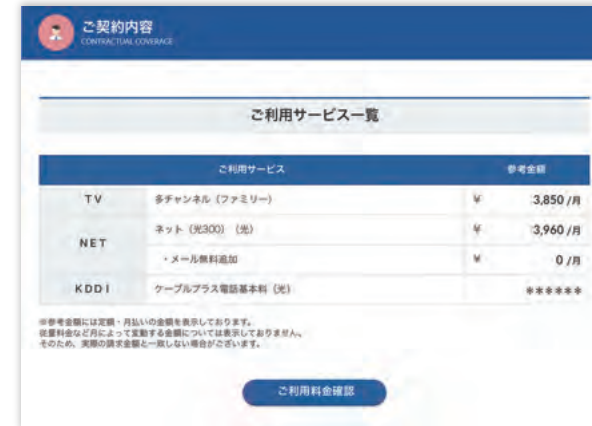 ご契約内容
CONTRACTUAL COVERAGE
ご利用サービス一覧
ご利用サービス 参考金額
TV 多チャンネル（ファミリー） ¥ 3,850 /月
NET ネット（光300）（光） ¥ 3,960 /月
・メール無料追加 ¥ 0 /月
KDDI ケーブルプラス電話基本料（光） ******
※参考金額には定額・月払いの金額を表示しております。
従量料金など月によって変動する金額については表示しておりません。
そのため、実際の請求金額と一致しない場合がございます。
ご利用料金確認